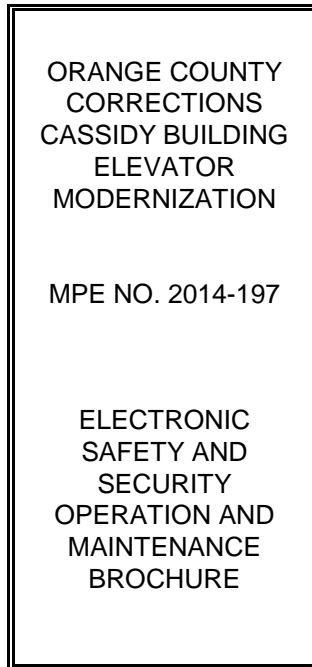 ORANGE COUNTY
CORRECTIONS
CASSIDY BUILDING
ELEVATOR
MODERNIZATION
MPE NO. 2014-197
ELECTRONIC
SAFETY AND
SECURITY
OPERATION AND
MAINTENANCE
BROCHURE